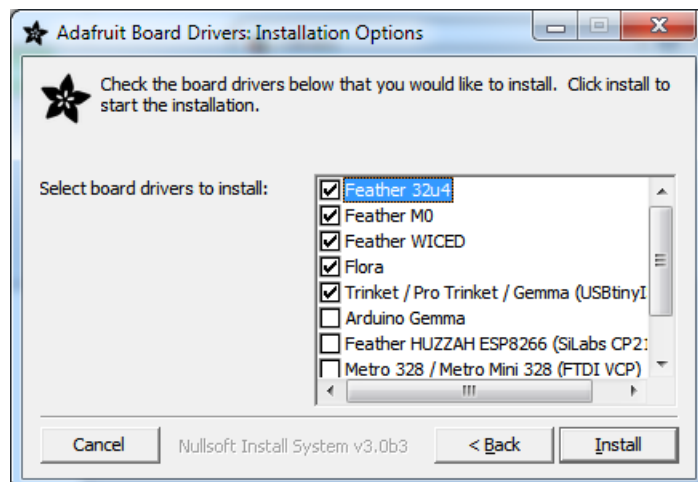 Adafruit Board Drivers: Installation Options
Check the board drivers below that you would like to install. Click install to
start the installation.
Select board drivers to install:
Feather 32u4
Feather M0
Feather WICED
Flora
Trinket / Pro Trinket / Gemma (USBtinyI
Arduino Gemma
Feather HUZZAH ESP8266 (SiLabs CP21
Metro 328 / Metro Mini 328 (FTDI VCP)
Cancel
Nullsoft Install System v3.0b3
< Back
Install